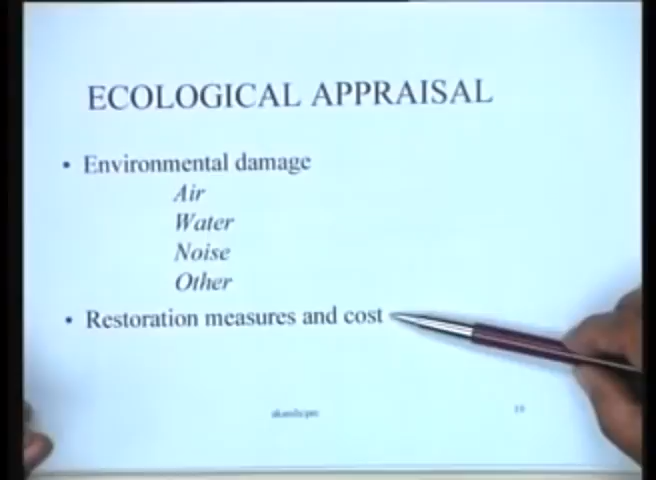 ECOLOGICAL APPRAISAL
• Environmental damage
Air
Water
Noise
Other
• Restoration measures and cost